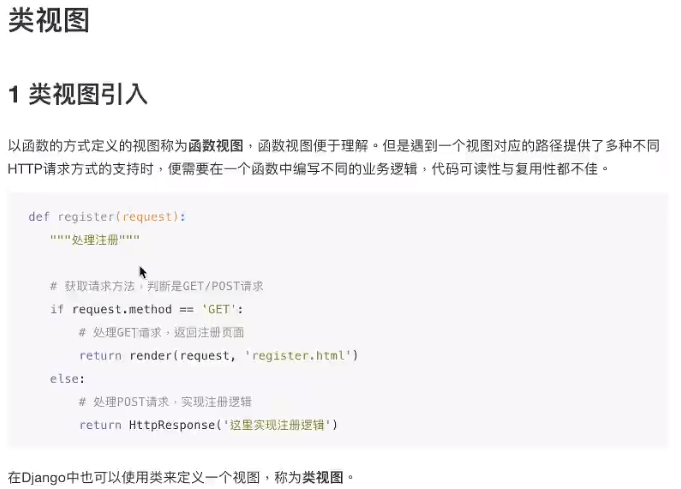 类视图
1 类视图引入
以函数的方式定义的视图称为函数视图，函数视图便于理解。但是遇到一个视图对应的路径提供了多种不同
HTTP请求方式的支持时，便需要在一个函数中编写不同的业务逻辑，代码可读性与复用性都不佳。
def register(request):
"""处理注册"""
# 获取请求方法，判断是GET/POST请求
if request.method == 'GET':
# 处理GET请求，返回注册页面
return render(request, 'register.html')
else:
# 处理POST请求，实现注册逻辑
return HttpResponse('这里实现注册逻辑')
在Django中也可以使用类来定义一个视图，称为类视图。